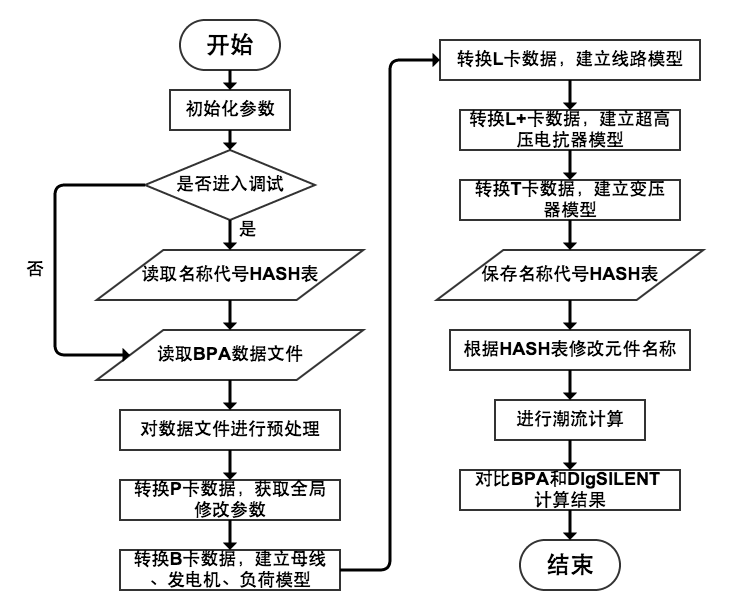 开始
初始化参数
是否进入调试
是
否
读取名称代号HASH表
读取BPA数据文件
对数据文件进行预处理
转换P卡数据，获取全局
修改参数
转换B卡数据，建立母线
、发电机、负荷模型
转换L卡数据，建立线路模型
转换L+卡数据，建立超高
压电抗器模型
转换T卡数据，建立变压
器模型
保存名称代号HASH表
根据HASH表修改元件名称
进行潮流计算
对比BPA和DIgSILENT
计算结果
结束